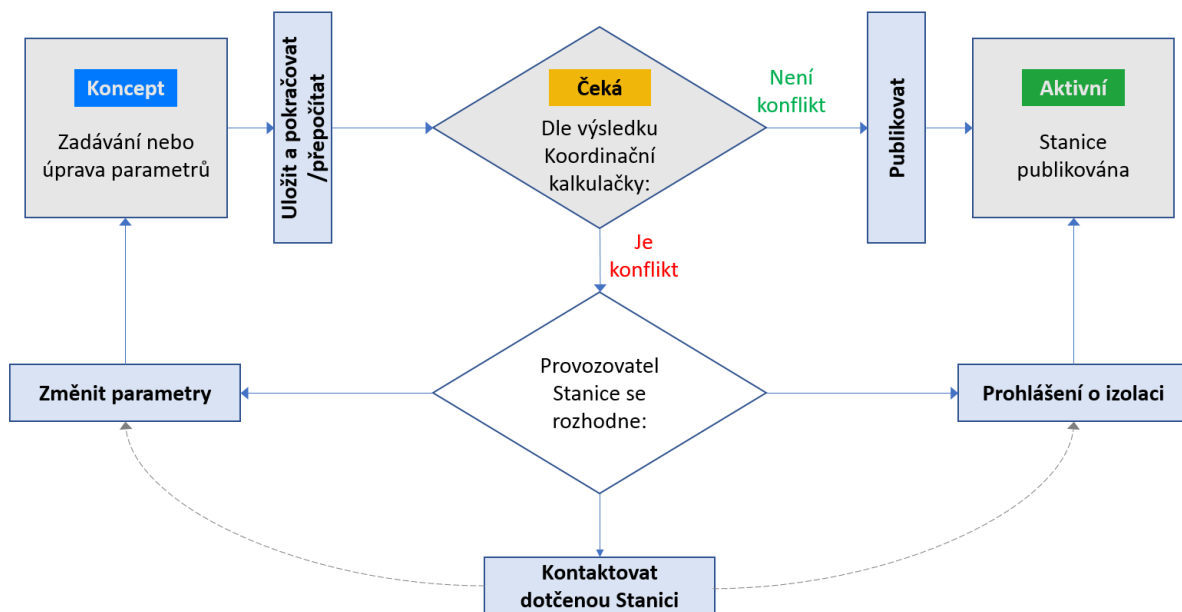 Koncept
Zadávání nebo
úprava parametrů
Uložit a pokračovat
/přepočítat
Čeká
Dle výsledku
Koordinační
kalkulačky:
Není
konflikt
Publikovat
Aktivní
Stanice
publikována
Je
konflikt
Změnit parametry
Provozovatel
Stanice se
rozhodne:
Prohlášení o izolaci
Kontaktovat
dotčenou Stanici